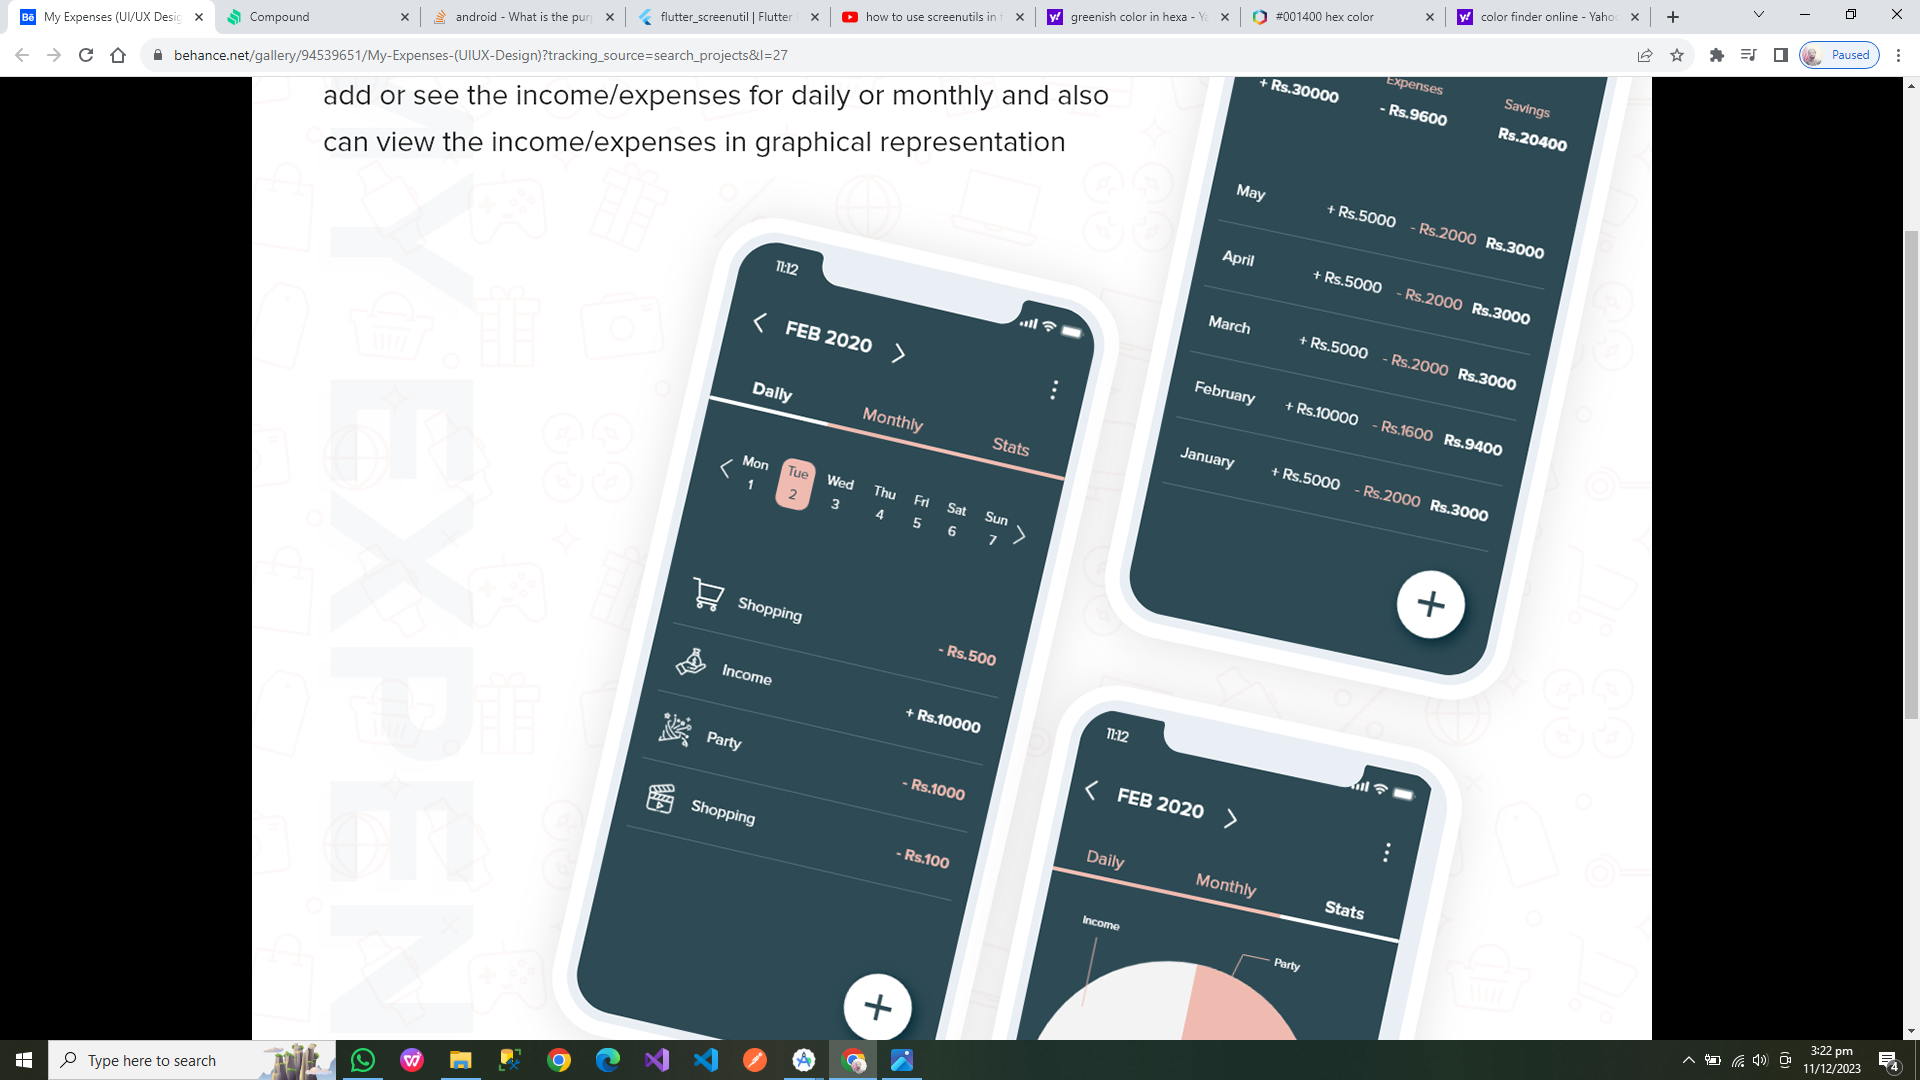 My Expenses (UI/UX Desig
Compound
android - What is the pur
flutter_screenutil | Flutter
how to use screenutils in
greenish color in hexa - Ya
#001400 hex color
color finder online - Yahoo
behance.net/gallery/94539651/My-Expenses-(UIUX-Design)?tracking_source=search_projects&l=27
Paused
add or see the income/expenses for daily or monthly and also
can view the income/expenses in graphical representation
MY EXPEN
11:12
FEB 2020
Daily Monthly Stats
Mon Tue Wed Thu Fri Sat Sun
1 2 3 4 5 6 7
Shopping - Rs.500
Income + Rs.10000
Party - Rs.1000
Shopping - Rs.100
+
Expenses Savings
+ Rs.30000 - Rs.9600 Rs.20400
May + Rs.5000 - Rs.2000 Rs.3000
April + Rs.5000 - Rs.2000 Rs.3000
March + Rs.5000 - Rs.2000 Rs.3000
February + Rs.10000 - Rs.1600 Rs.9400
January + Rs.5000 - Rs.2000 Rs.3000
+
11:12
FEB 2020
Daily Monthly Stats
Income
Party
Type here to search
3:22 pm
11/12/2023
4